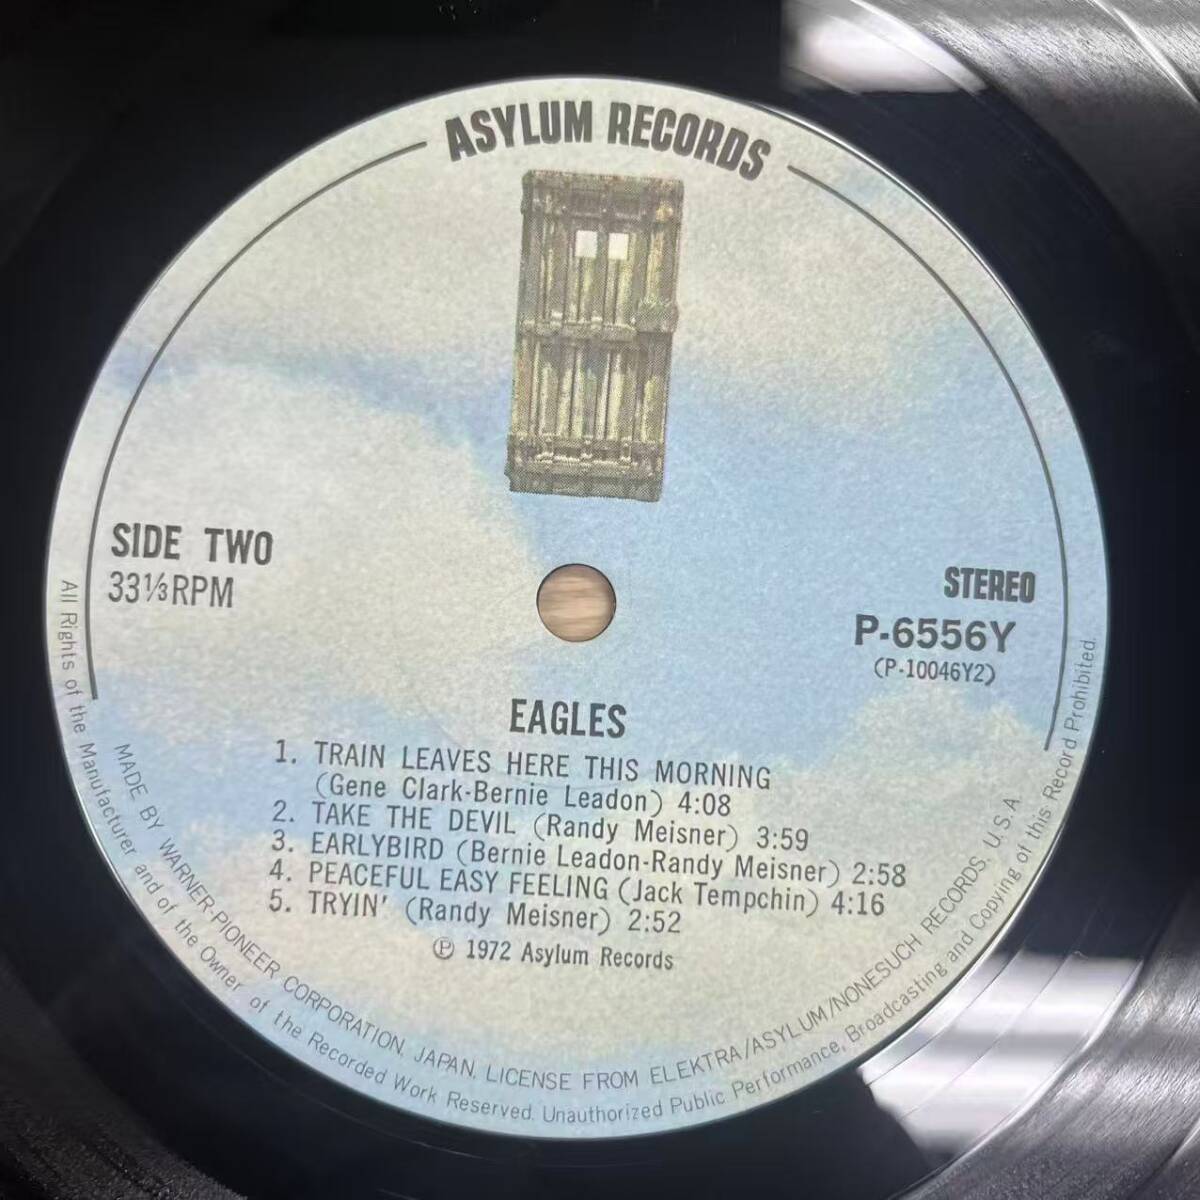 ASYLUM RECORDS
SIDE TWO
33⅓RPM
STEREO
P-6556Y
(P-10046Y2)
EAGLES
1. TRAIN LEAVES HERE THIS MORNING
(Gene Clark-Bernie Leadon) 4:08
2. TAKE THE DEVIL (Randy Meisner) 3:59
3. EARLYBIRD (Bernie Leadon-Randy Meisner) 2:58
4. PEACEFUL EASY FEELING (Jack Tempchin) 4:16
5. TRYIN' (Randy Meisner) 2:52
Ⓟ 1972 Asylum Records
MADE BY WARNER-PIONEER CORPORATION, JAPAN, LICENSE FROM ELEKTRA/ASYLUM/NONESUCH RECORDS, U.S.A.
All Rights of the Manufacturer and of the Owner of the Recorded Work Reserved. Unauthorized Public Performance, Broadcasting and Copying of this Record Prohibited.